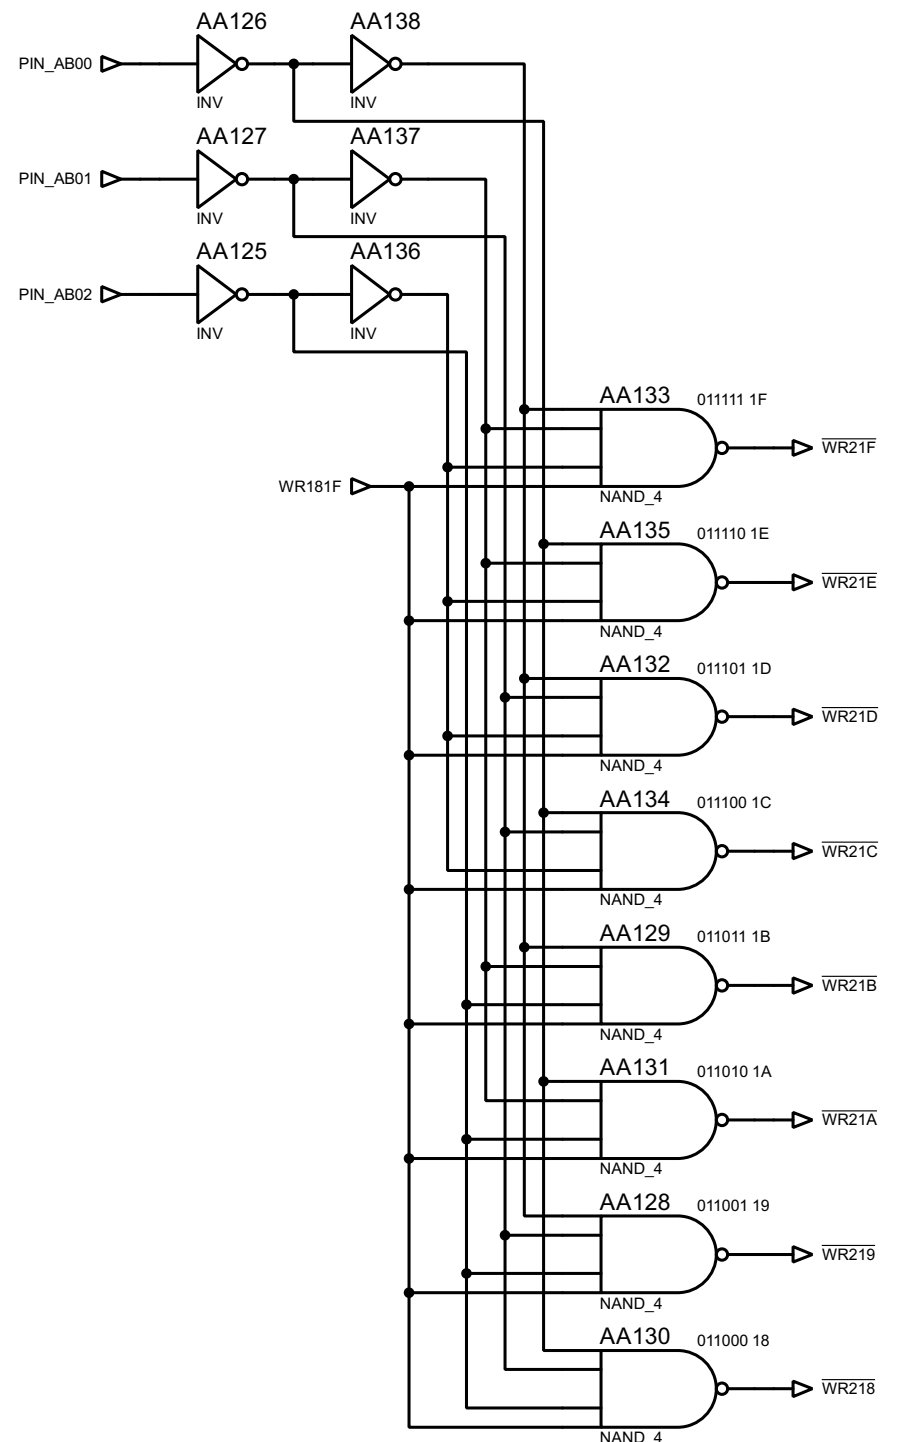 AA126
AA138
PIN_AB00
INV
INV
AA127
AA137
PIN_AB01
INV
INV
AA125
AA136
PIN_AB02
INV
INV
AA133
011111 1F
WR21F
WR181F
NAND_4
AA135
011110 1E
WR21E
NAND_4
AA132
011101 1D
WR21D
NAND_4
AA134
011100 1C
WR21C
NAND_4
AA129
011011 1B
WR21B
NAND_4
AA131
011010 1A
WR21A
NAND_4
AA128
011001 19
WR219
NAND_4
AA130
011000 18
WR218
NAND_4